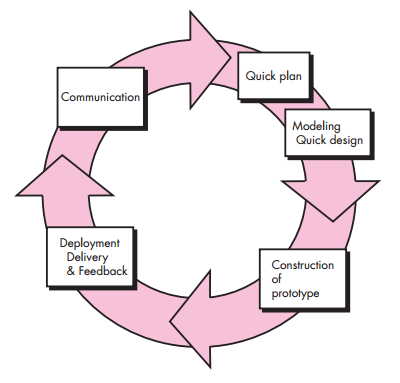 Communication
Quick plan
Modeling
Quick design
Construction
of
prototype
Deployment
Delivery
& Feedback